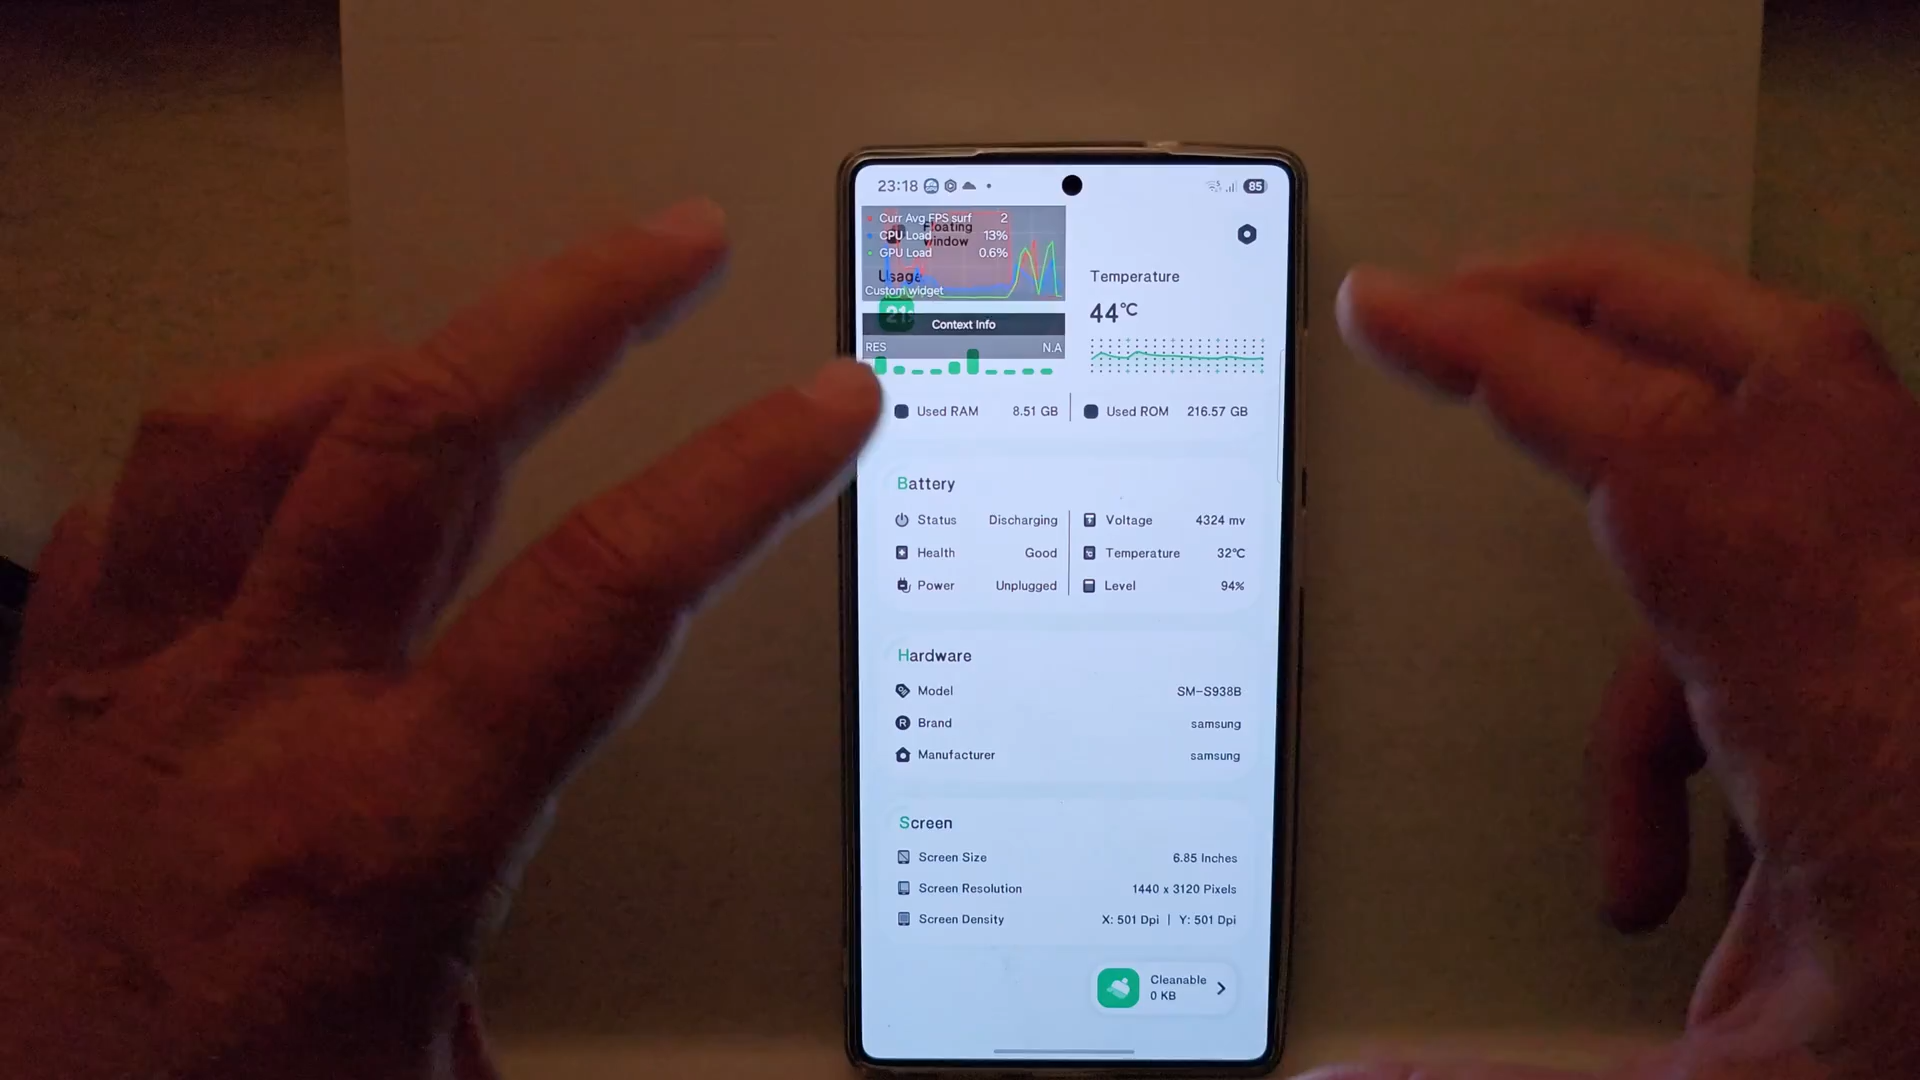 23:18 85
Curr Avg FPS surf 2
Floating
CPU Load 13%
window
GPU Load 0.6%
Usage
Custom widget
Temperature
44°C
Context Info
RES N.A
Used RAM 8.51 GB
Used ROM 216.57 GB
Battery
Status Discharging
Voltage 4324 mv
Health Good
Temperature 32°C
Power Unplugged
Level 94%
Hardware
Model SM-S938B
R Brand samsung
Manufacturer samsung
Screen
Screen Size 6.85 Inches
Screen Resolution 1440 x 3120 Pixels
Screen Density X: 501 Dpi | Y: 501 Dpi
Cleanable
0 KB